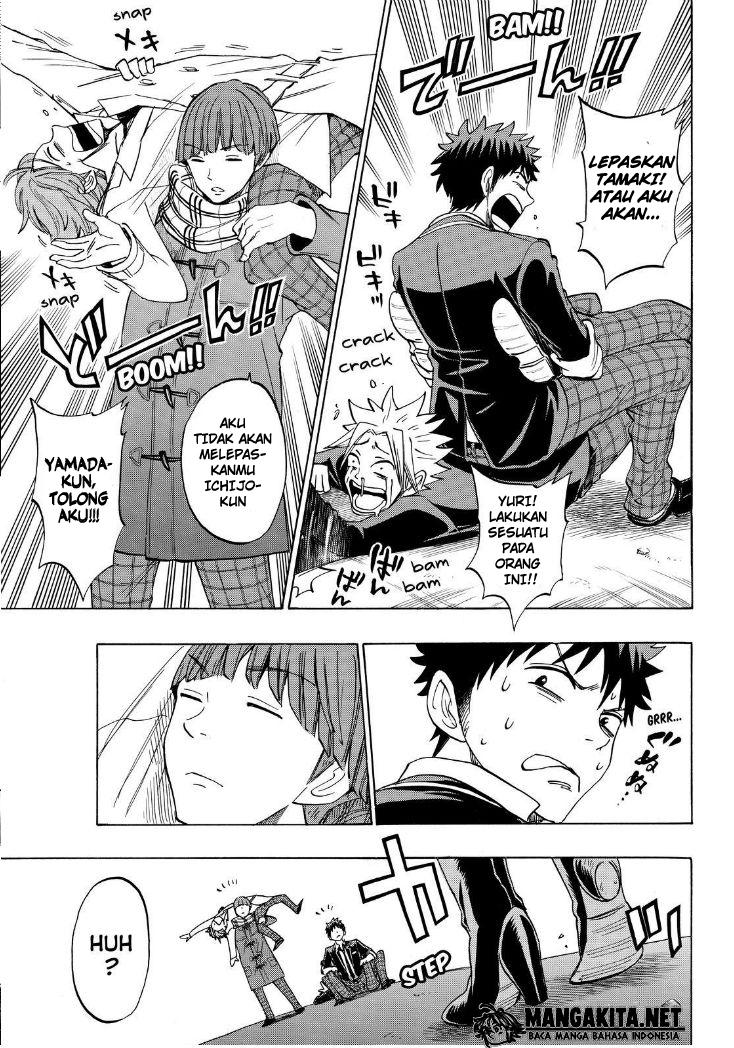 BAM!!
でーん!!
LEPASKAN
TAMAKI!
ATAU AKU
AKAN...
ビキ
ビキ
crack
crack
YURI!
LAKUKAN
SESUATU
PADA
ORANG
INI!!
bam
bam
ばん
ばん
snap
メキ
メキ
snap
どーーん!!
BOOM!!
AKU
TIDAK AKAN
MELEPAS-
KANMU
ICHIJO-
KUN
YAMADA-
KUN,
TOLONG
AKU!!!
GRRR...
ぬぬ
カッ
STEP
HUH
?
MANGAKITA.NET
BACA MANGA BAHASA INDONESIA